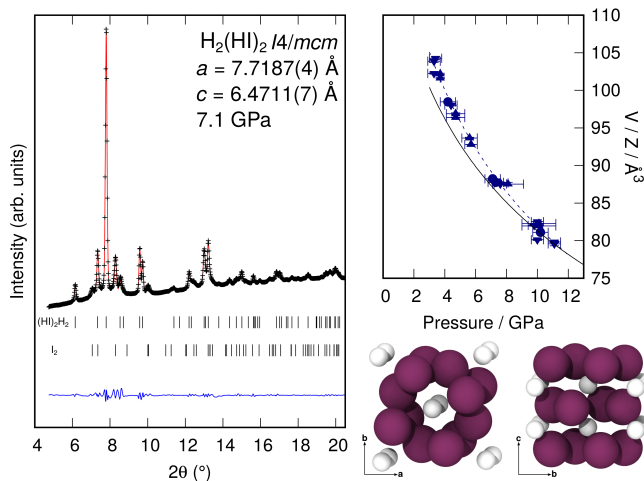 H₂(HI)₂ I4/mcm
a = 7.7187(4) Å
c = 6.4711(7) Å
7.1 GPa
Intensity (arb. units)
(HI)₂H₂
I₂
4 6 8 10 12 14 16 18 20
2θ (°)
110
105
100
95
90
85
80
75
V / Z / Å³
0 2 4 6 8 10 12
Pressure / GPa
b
a
c
b